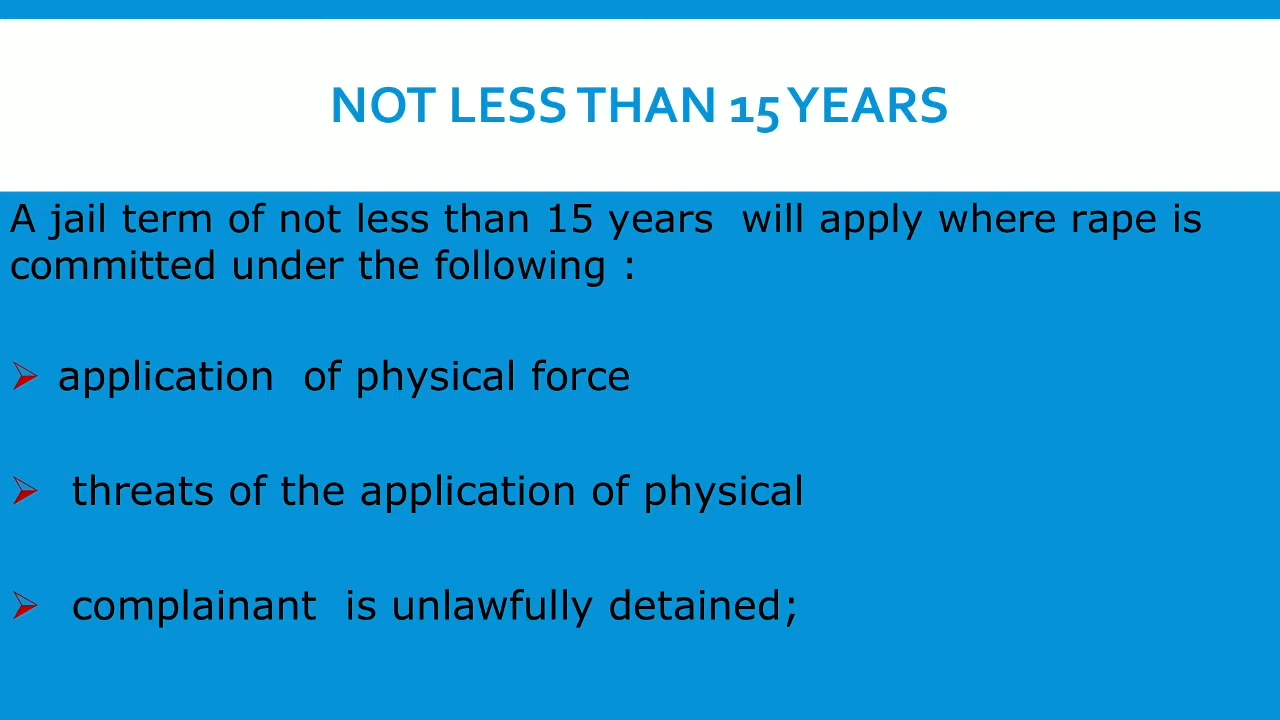 NOT LESS THAN 15 YEARS
A jail term of not less than 15 years will apply where rape is
committed under the following :
application of physical force
threats of the application of physical
complainant is unlawfully detained;